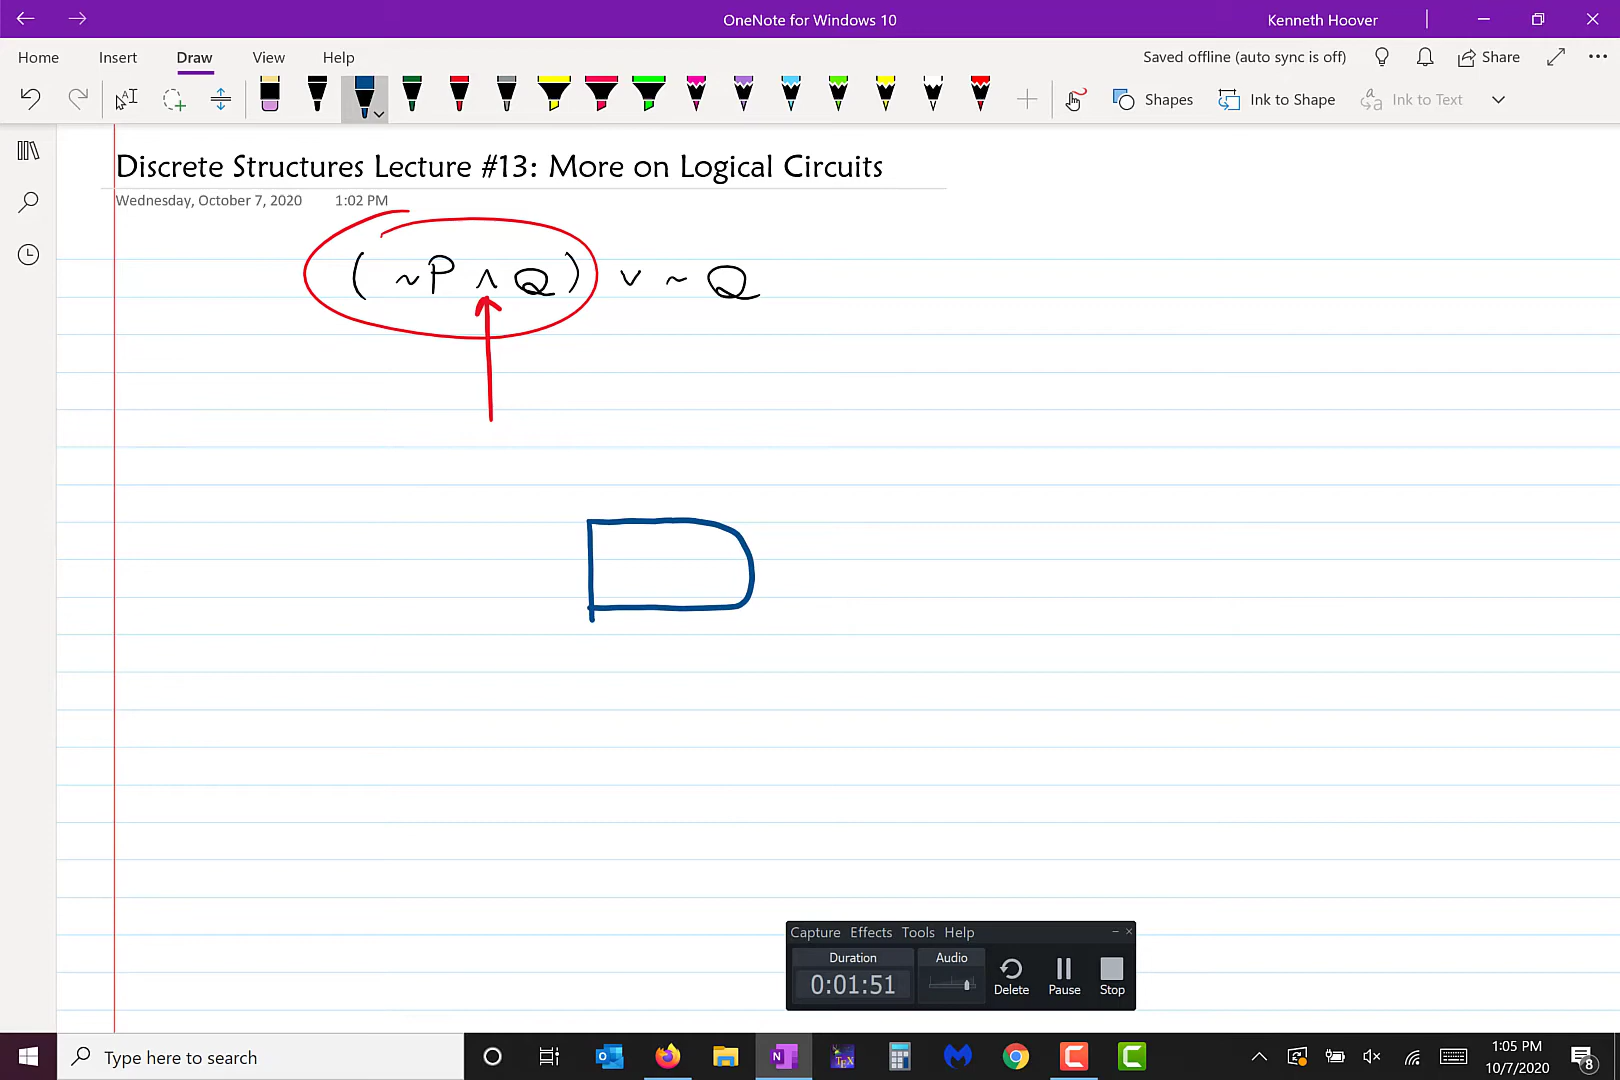 OneNote for Windows 10
Kenneth Hoover
Home Insert Draw View Help
Saved offline (auto sync is off) Share
Shapes Ink to Shape Ink to Text
Discrete Structures Lecture #13: More on Logical Circuits
Wednesday, October 7, 2020 1:02 PM
( ~P ∧ Q ) ∨ ~ Q
Capture Effects Tools Help
Duration Audio
0:01:51 Delete Pause Stop
Type here to search
1:05 PM
10/7/2020 8